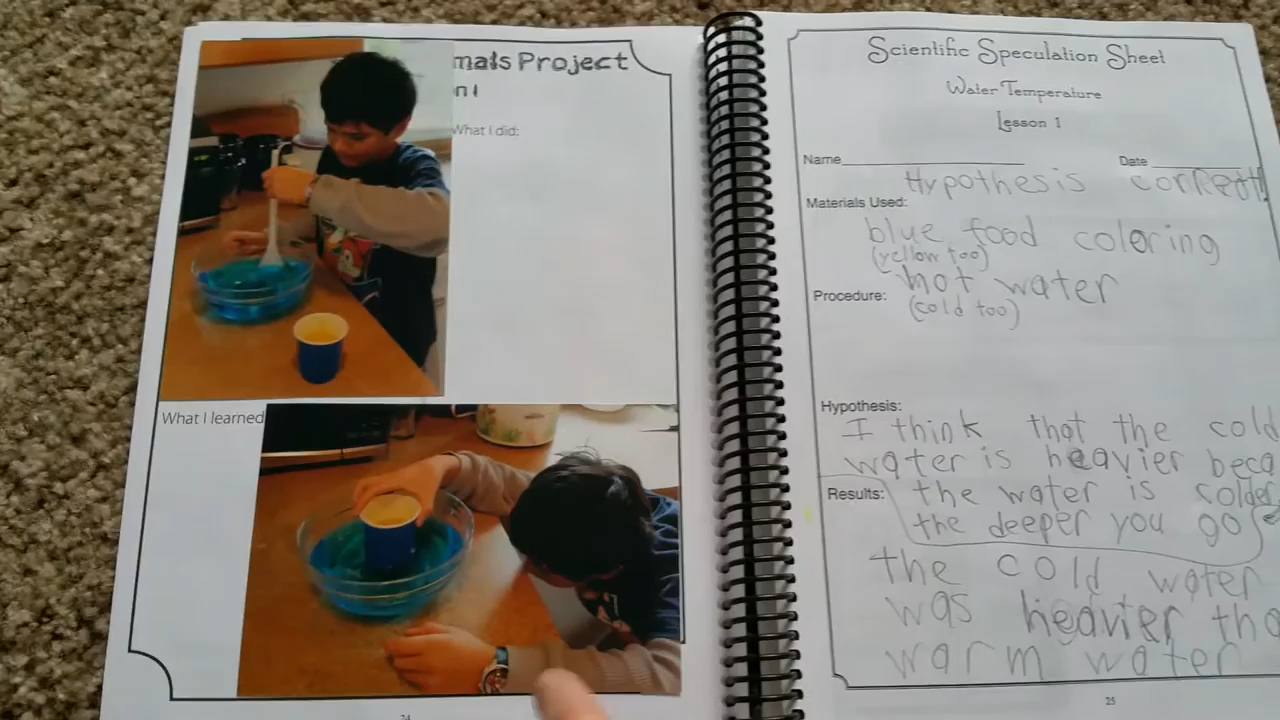 mals Project
n 1
What I did:
What I learned
24
Scientific Speculation Sheet
Water Temperature
Lesson 1
Name Date
Hypothesis correct!
Materials Used:
blue food coloring
(yellow too)
hot water
Procedure:
(cold too)
Hypothesis:
I think that the cold
water is heavier beca
Results: the water is colder
the deeper you go
the cold water
was heavier tha
warm water
25